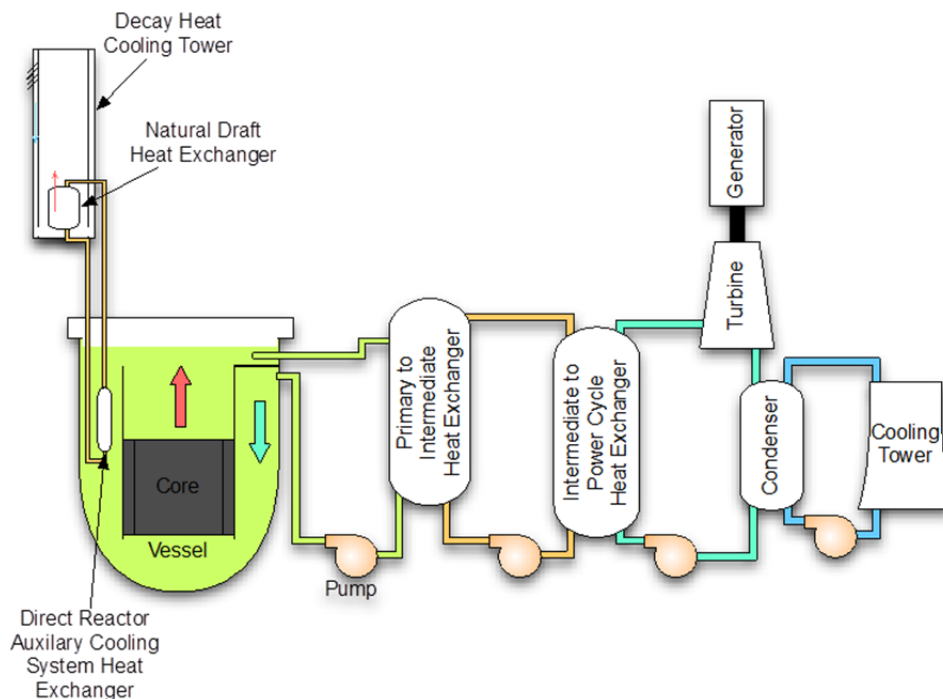 Decay Heat
Cooling Tower
Natural Draft
Heat Exchanger
Generator
Turbine
Primary to
Intermediate
Heat Exchanger
Intermediate to
Power Cycle
Heat Exchanger
Condenser
Cooling
Tower
Core
Vessel
Pump
Direct Reactor
Auxilary Cooling
System Heat
Exchanger